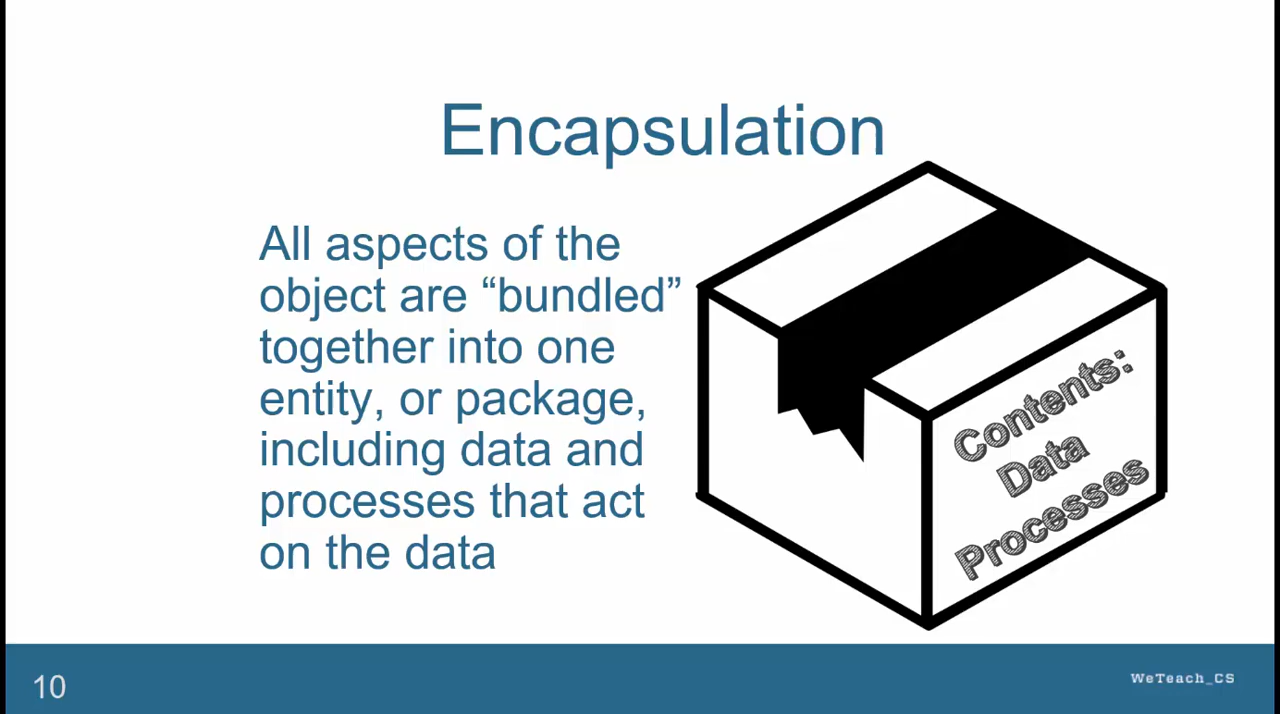 Encapsulation
All aspects of the
object are “bundled”
together into one
entity, or package,
including data and
processes that act
on the data
Contents:
Data
Processes
10
WeTeach_CS